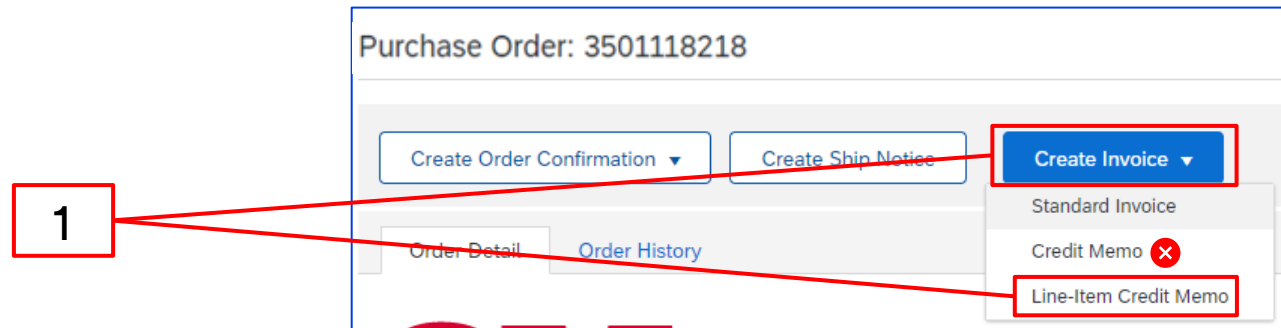 Purchase Order: 3501118218
Create Order Confirmation
Create Ship Notice
Create Invoice
1
Standard Invoice
Order Detail
Order History
Credit Memo
Line-Item Credit Memo